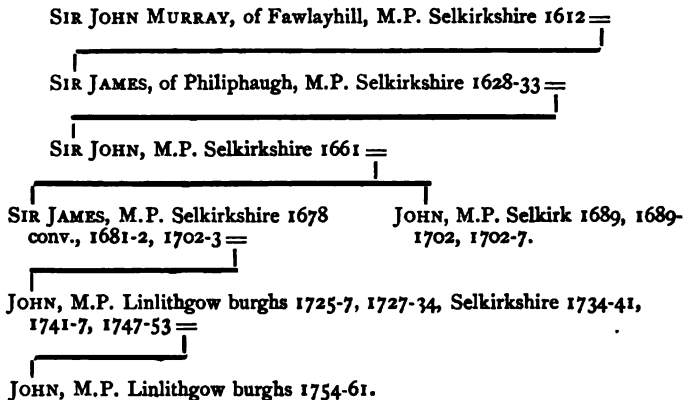 SIR JOHN MURRAY, of Fawlayhill, M.P. Selkirkshire 1612
SIR JAMES, of Philiphaugh, M.P. Selkirkshire 1628-33
SIR JOHN, M.P. Selkirkshire 1661
SIR JAMES, M.P. Selkirkshire 1678
conv., 1681-2, 1702-3
JOHN, M.P. Selkirk 1689, 1689-
1702, 1702-7.
JOHN, M.P. Linlithgow burghs 1725-7, 1727-34, Selkirkshire 1734-41,
1741-7, 1747-53
JOHN, M.P. Linlithgow burghs 1754-61.